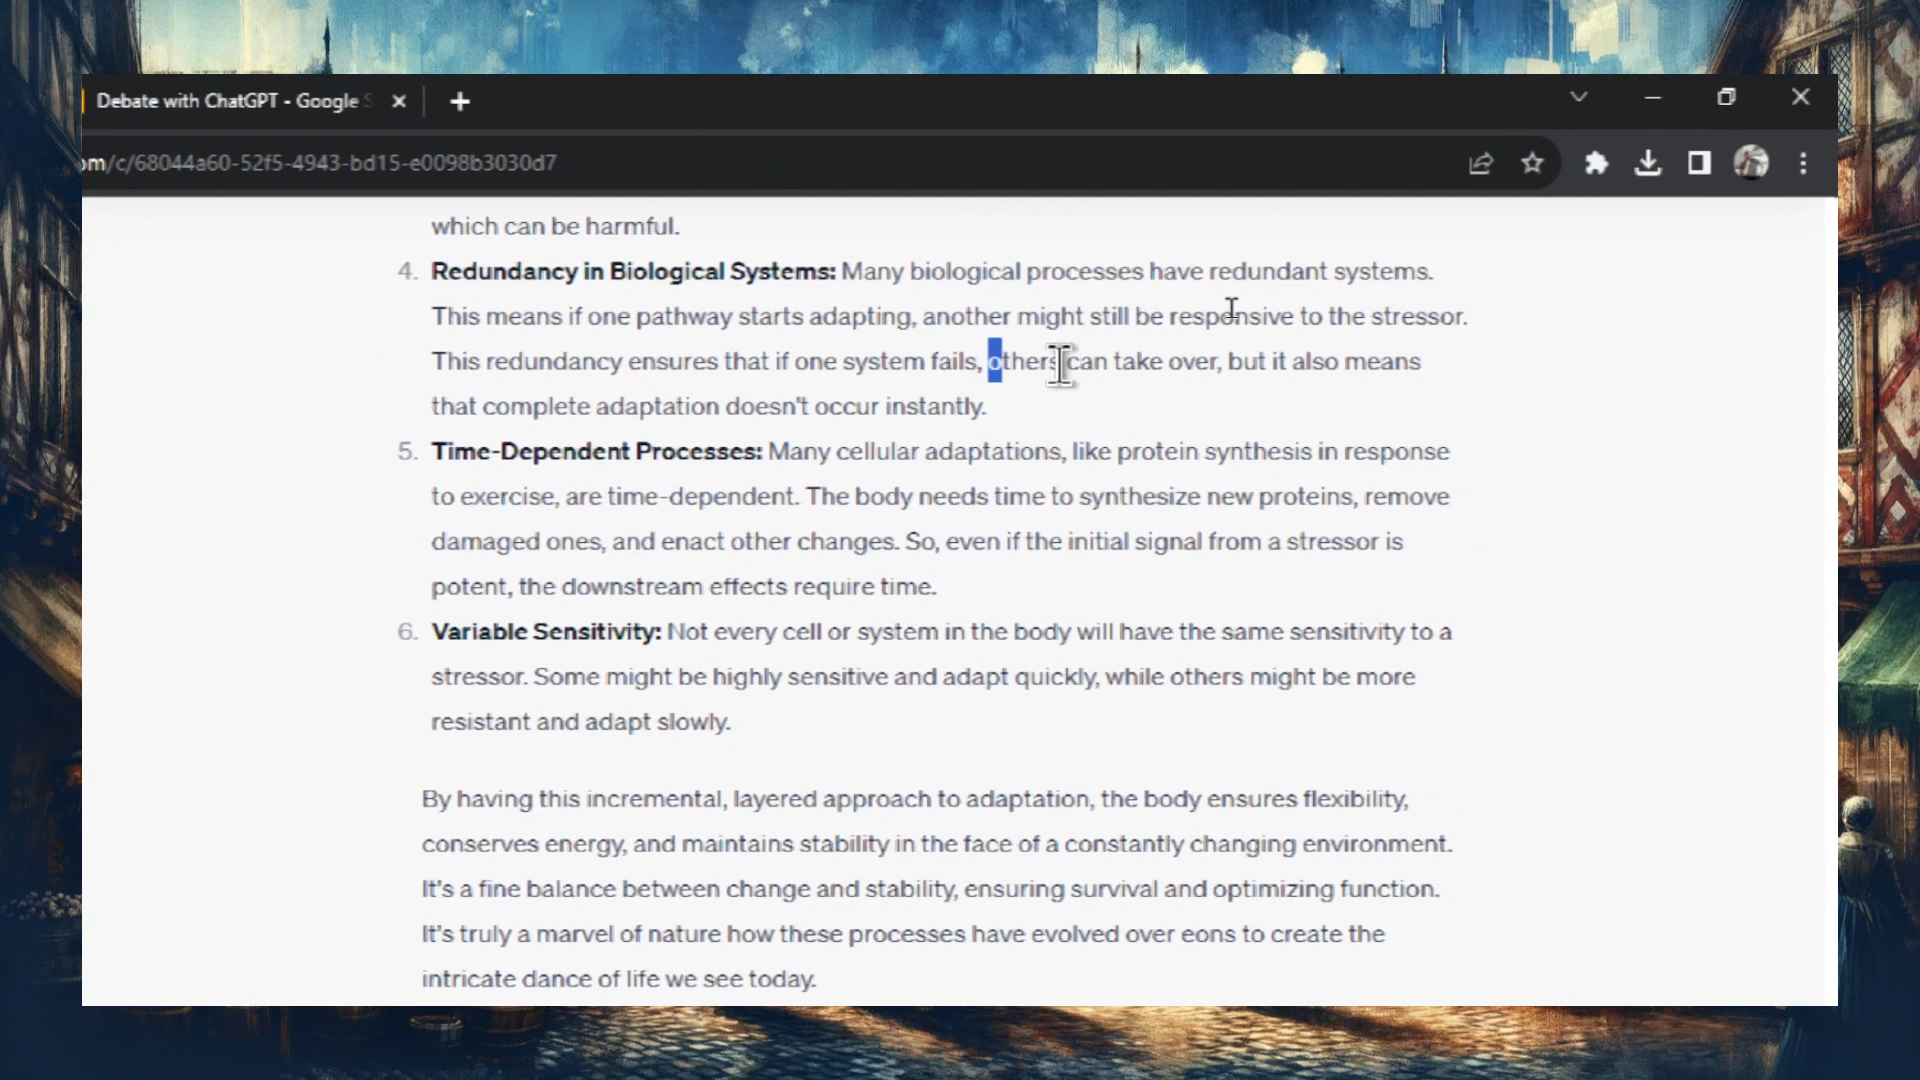 Debate with ChatGPT - Google
om/c/68044a60-52f5-4943-bd15-e0098b3030d7
which can be harmful.
4. Redundancy in Biological Systems: Many biological processes have redundant systems.
This means if one pathway starts adapting, another might still be responsive to the stressor.
This redundancy ensures that if one system fails, others can take over, but it also means
that complete adaptation doesn't occur instantly.
5. Time-Dependent Processes: Many cellular adaptations, like protein synthesis in response
to exercise, are time-dependent. The body needs time to synthesize new proteins, remove
damaged ones, and enact other changes. So, even if the initial signal from a stressor is
potent, the downstream effects require time.
6. Variable Sensitivity: Not every cell or system in the body will have the same sensitivity to a
stressor. Some might be highly sensitive and adapt quickly, while others might be more
resistant and adapt slowly.
By having this incremental, layered approach to adaptation, the body ensures flexibility,
conserves energy, and maintains stability in the face of a constantly changing environment.
It's a fine balance between change and stability, ensuring survival and optimizing function.
It's truly a marvel of nature how these processes have evolved over eons to create the
intricate dance of life we see today.